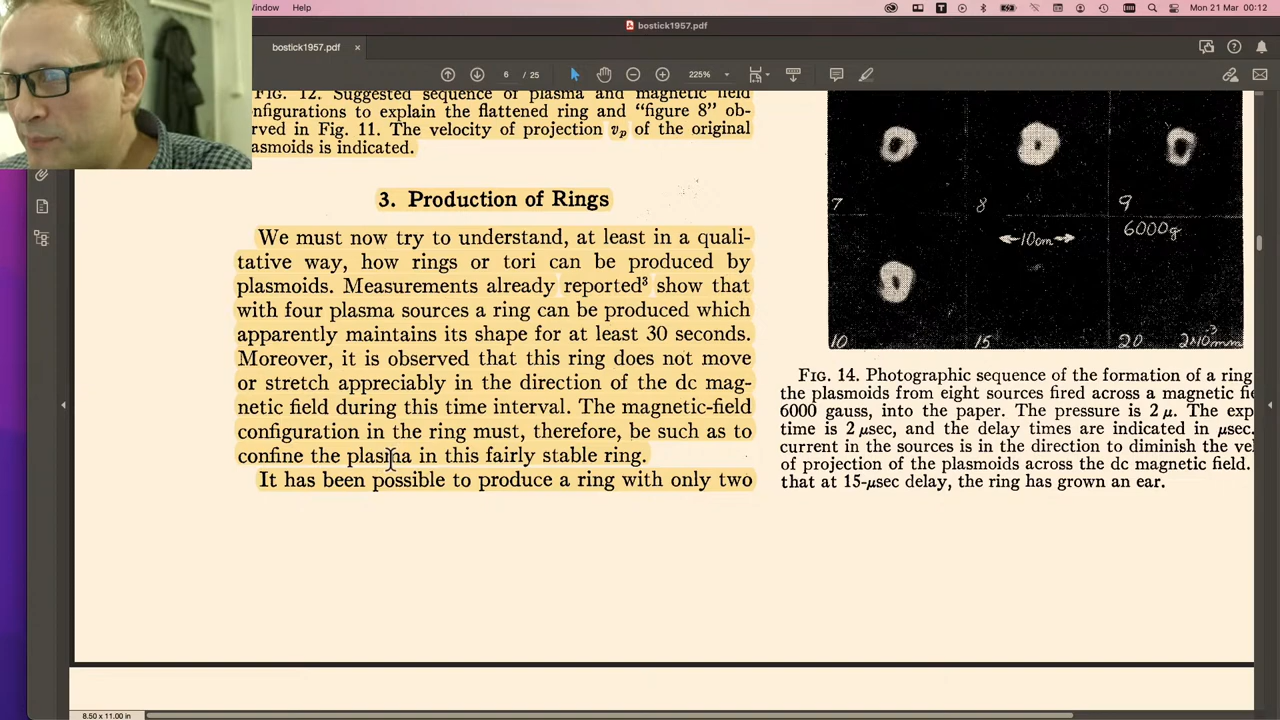 Window
Help
Mon 21 Mar 00:12
bostick1957.pdf
bostick1957.pdf
6 / 25
225%
FIG. 12. Suggested sequence of plasma and magnetic field
nfigurations to explain the flattened ring and “figure 8” ob-
rved in Fig. 11. The velocity of projection vp of the original
asmoids is indicated.
3. Production of Rings
We must now try to understand, at least in a quali-
tative way, how rings or tori can be produced by
plasmoids. Measurements already reported³ show that
with four plasma sources a ring can be produced which
apparently maintains its shape for at least 30 seconds.
Moreover, it is observed that this ring does not move
or stretch appreciably in the direction of the dc mag-
netic field during this time interval. The magnetic-field
configuration in the ring must, therefore, be such as to
confine the plasma in this fairly stable ring.
It has been possible to produce a ring with only two
7
8
9
10cm
6000g
10
15
20
2x10⁻³mm
FIG. 14. Photographic sequence of the formation of a ring
the plasmoids from eight sources fired across a magnetic fie
6000 gauss, into the paper. The pressure is 2 μ. The exp
time is 2 μsec, and the delay times are indicated in μsec.
current in the sources is in the direction to diminish the vel
of projection of the plasmoids across the dc magnetic field.
that at 15-μsec delay, the ring has grown an ear.
8.50 x 11.00 in